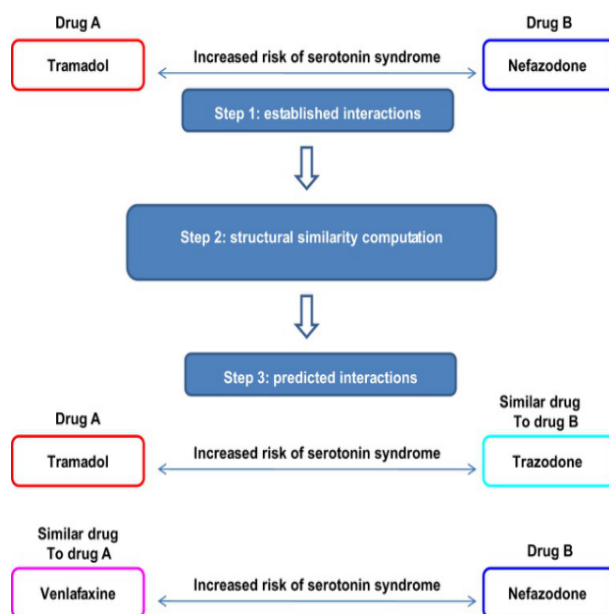 Drug A
Drug B
Tramadol
Increased risk of serotonin syndrome
Nefazodone
Step 1: established interactions
Step 2: structural similarity computation
Step 3: predicted interactions
Drug A
Similar drug
To drug B
Tramadol
Increased risk of serotonin syndrome
Trazodone
Similar drug
To drug A
Drug B
Venlafaxine
Increased risk of serotonin syndrome
Nefazodone